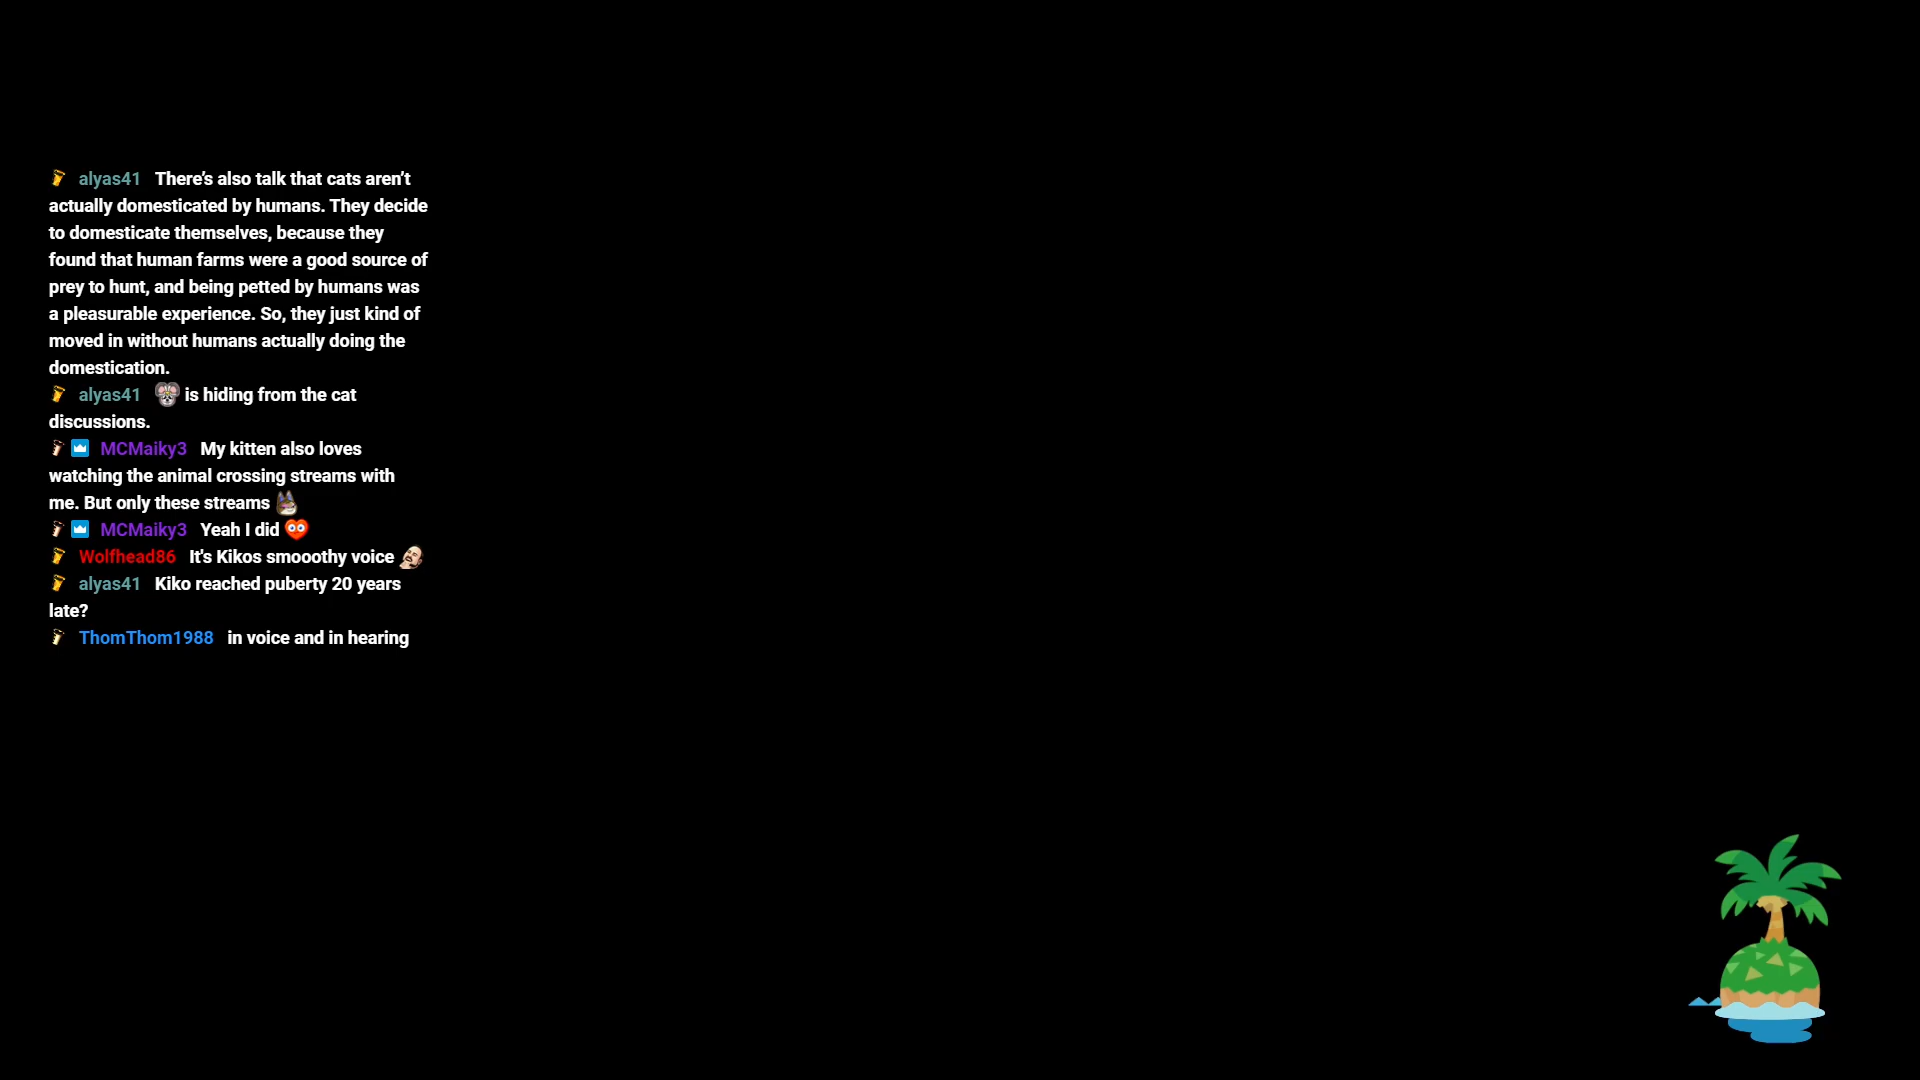 alyas41 There's also talk that cats aren't
actually domesticated by humans. They decide
to domesticate themselves, because they
found that human farms were a good source of
prey to hunt, and being petted by humans was
a pleasurable experience. So, they just kind of
moved in without humans actually doing the
domestication.
alyas41 is hiding from the cat
discussions.
MCMaiky3 My kitten also loves
watching the animal crossing streams with
me. But only these streams
MCMaiky3 Yeah I did
Wolfhead86 It's Kikos smooothy voice
alyas41 Kiko reached puberty 20 years
late?
ThomThom1988 in voice and in hearing